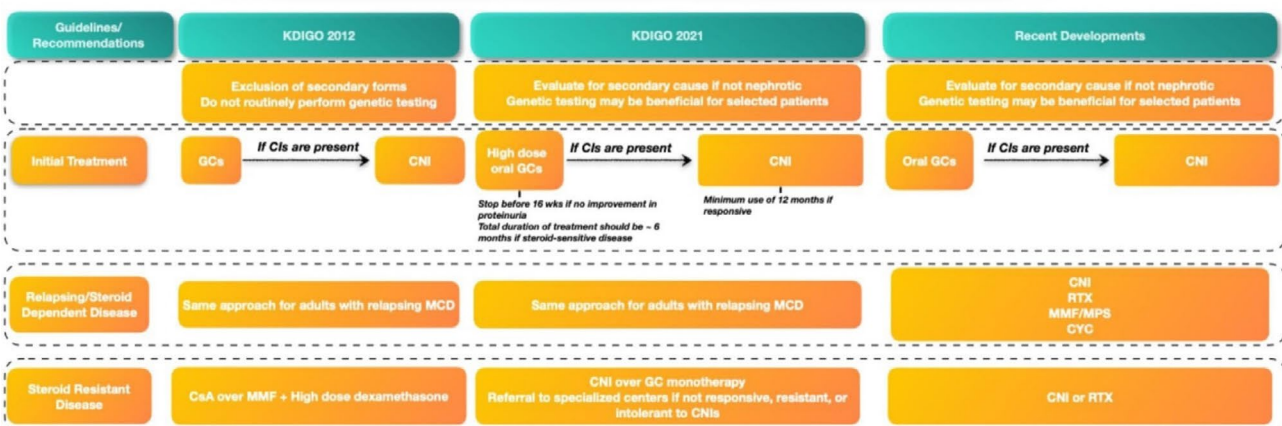 Guidelines/
Recommendations
KDIGO 2012
KDIGO 2021
Recent Developments
Exclusion of secondary forms
Do not routinely perform genetic testing
Evaluate for secondary cause if not nephrotic
Genetic testing may be beneficial for selected patients
Evaluate for secondary cause if not nephrotic
Genetic testing may be beneficial for selected patients
Initial Treatment
GCs
If CIs are present
CNI
High dose
oral GCs
If CIs are present
CNI
Stop before 16 wks if no improvement in
proteinuria
Total duration of treatment should be ~ 6
months if steroid-sensitive disease
Minimum use of 12 months if
responsive
Oral GCs
If CIs are present
CNI
Relapsing/Steroid
Dependent Disease
Same approach for adults with relapsing MCD
Same approach for adults with relapsing MCD
CNI
RTX
MMF/MPS
CYC
Steroid Resistant
Disease
CsA over MMF + High dose dexamethasone
CNI over GC monotherapy
Referral to specialized centers if not responsive, resistant, or
intolerant to CNIs
CNI or RTX